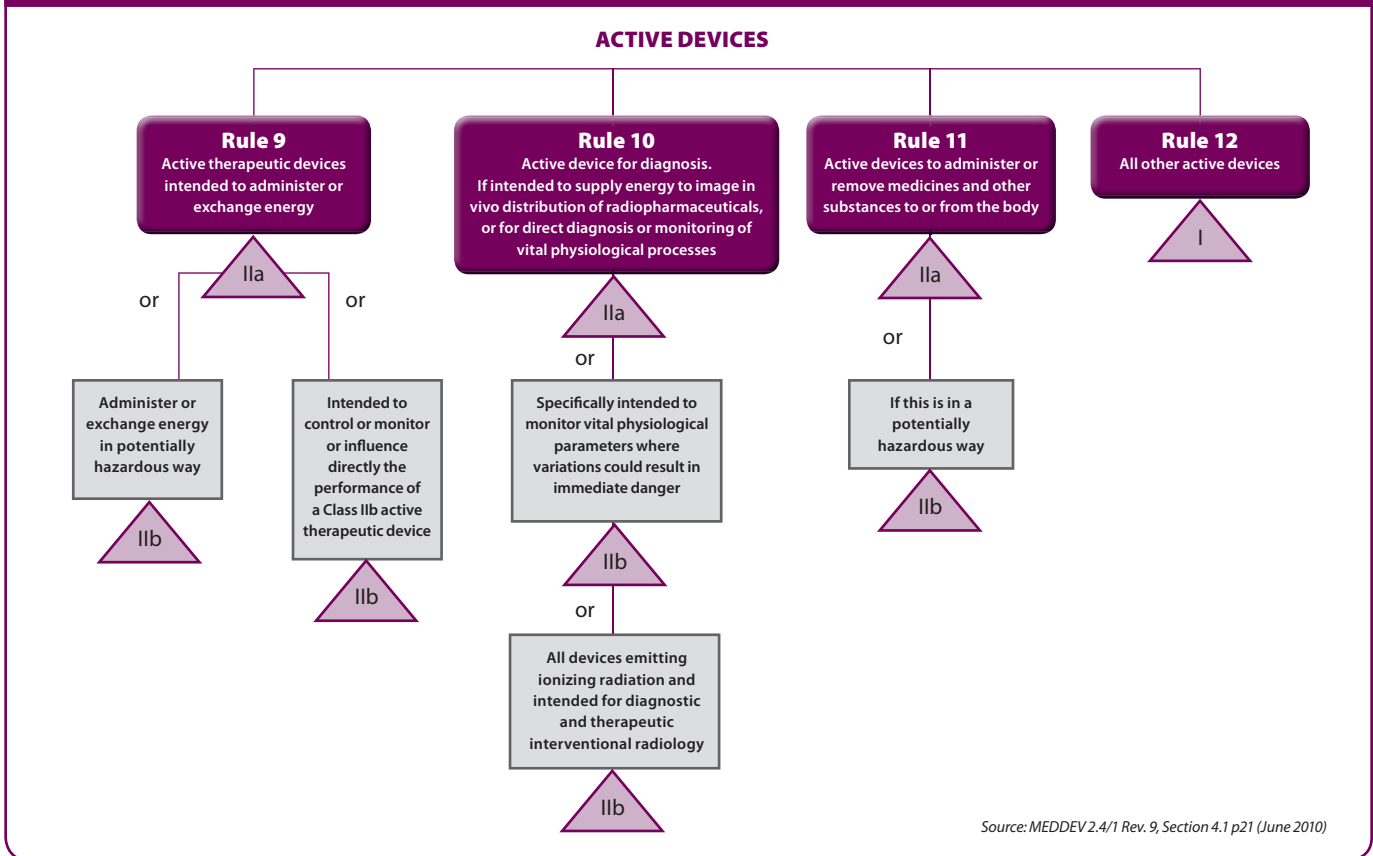 ACTIVE DEVICES
Rule 9
Active therapeutic devices
intended to administer or
exchange energy
IIa
or
or
Administer or
exchange energy
in potentially
hazardous way
IIb
Intended to
control or monitor
or influence
directly the
performance of
a Class IIb active
therapeutic device
IIb
Rule 10
Active device for diagnosis.
If intended to supply energy to image in
vivo distribution of radiopharmaceuticals,
or for direct diagnosis or monitoring of
vital physiological processes
IIa
or
Specifically intended to
monitor vital physiological
parameters where
variations could result in
immediate danger
IIb
or
All devices emitting
ionizing radiation and
intended for diagnostic
and therapeutic
interventional radiology
IIb
Rule 11
Active devices to administer or
remove medicines and other
substances to or from the body
IIa
or
If this is in a
potentially
hazardous way
IIb
Rule 12
All other active devices
I
Source: MEDDEV 2.4/1 Rev. 9, Section 4.1 p21 (June 2010)